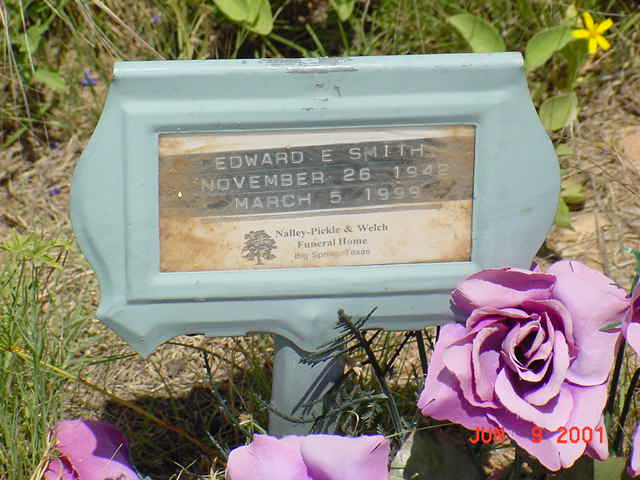 EDWARD E SMITH
NOVEMBER 26 1942
MARCH 5 1999
Nalley-Pickle & Welch
Funeral Home
Big Spring, Texas
JUN 9 2001